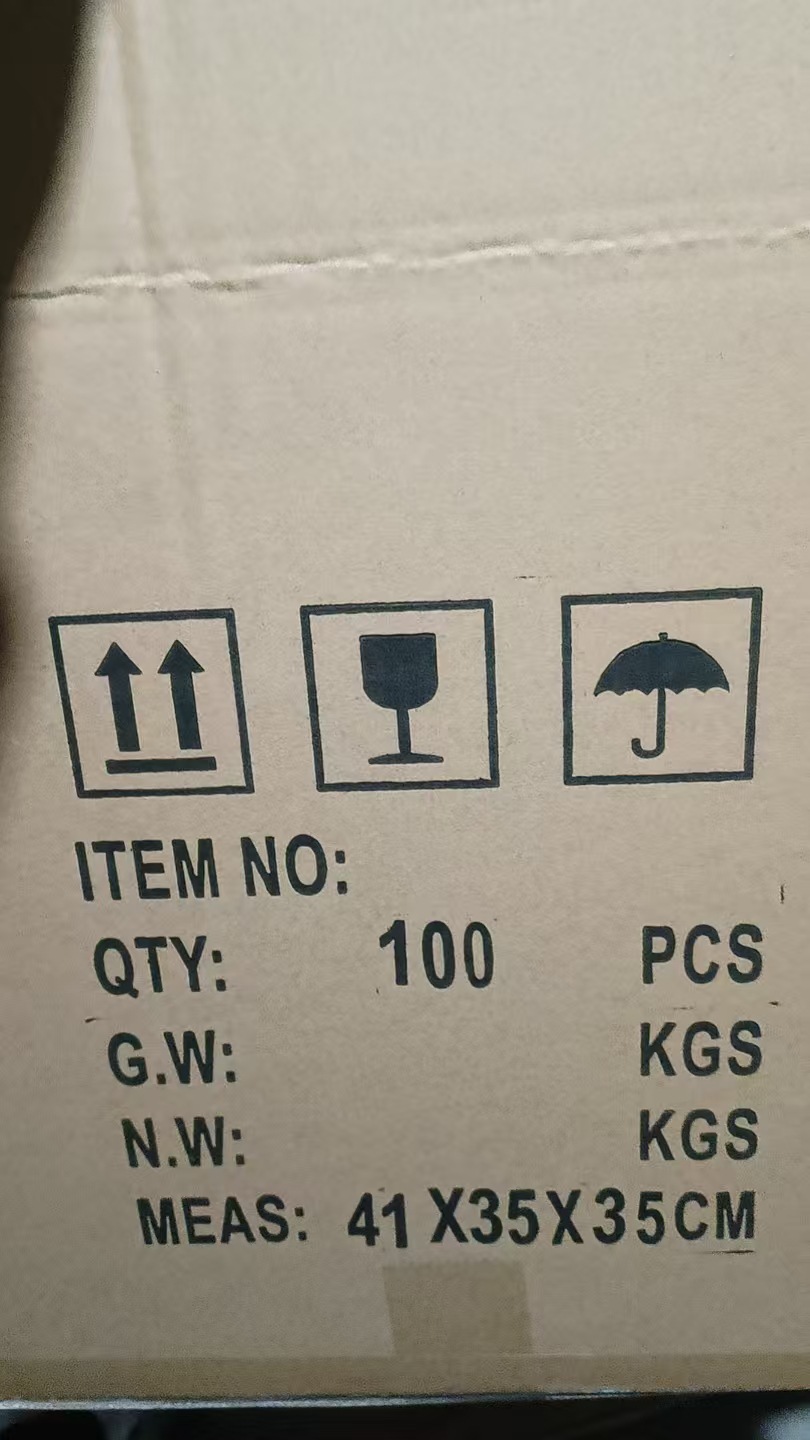 ITEM NO:
QTY: 100 PCS
G.W: KGS
N.W: KGS
MEAS: 41X35X35CM